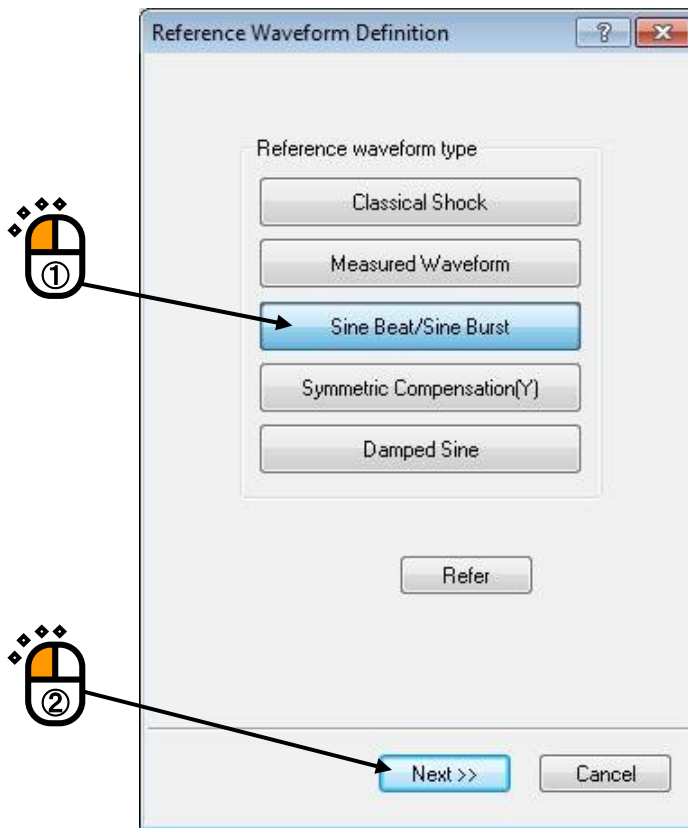 Reference Waveform Definition
Reference waveform type
Classical Shock
Measured Waveform
①
Sine Beat/Sine Burst
Symmetric Compensation(Y)
Damped Sine
Refer
②
Next >>
Cancel